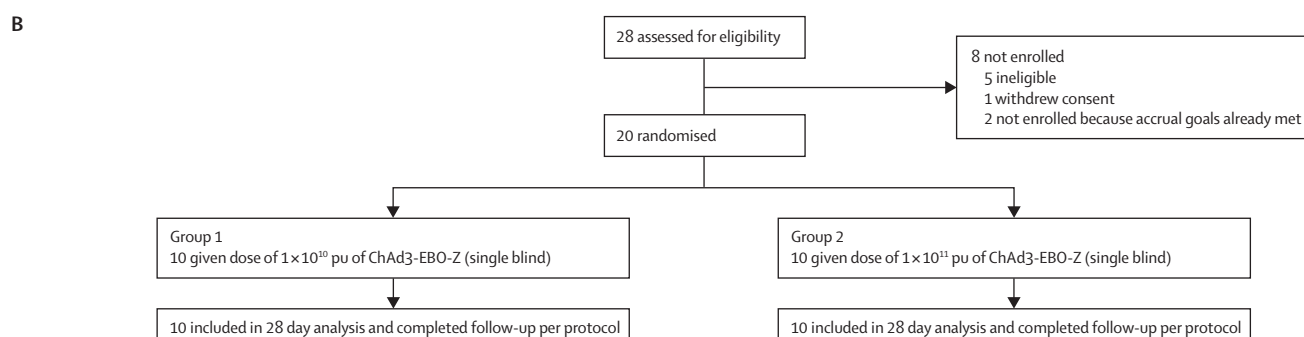 B
28 assessed for eligibility
8 not enrolled
5 ineligible
1 withdrew consent
2 not enrolled because accrual goals already met
20 randomised
Group 1
10 given dose of 1×10¹⁰ pu of ChAd3-EBO-Z (single blind)
Group 2
10 given dose of 1×10¹¹ pu of ChAd3-EBO-Z (single blind)
10 included in 28 day analysis and completed follow-up per protocol
10 included in 28 day analysis and completed follow-up per protocol